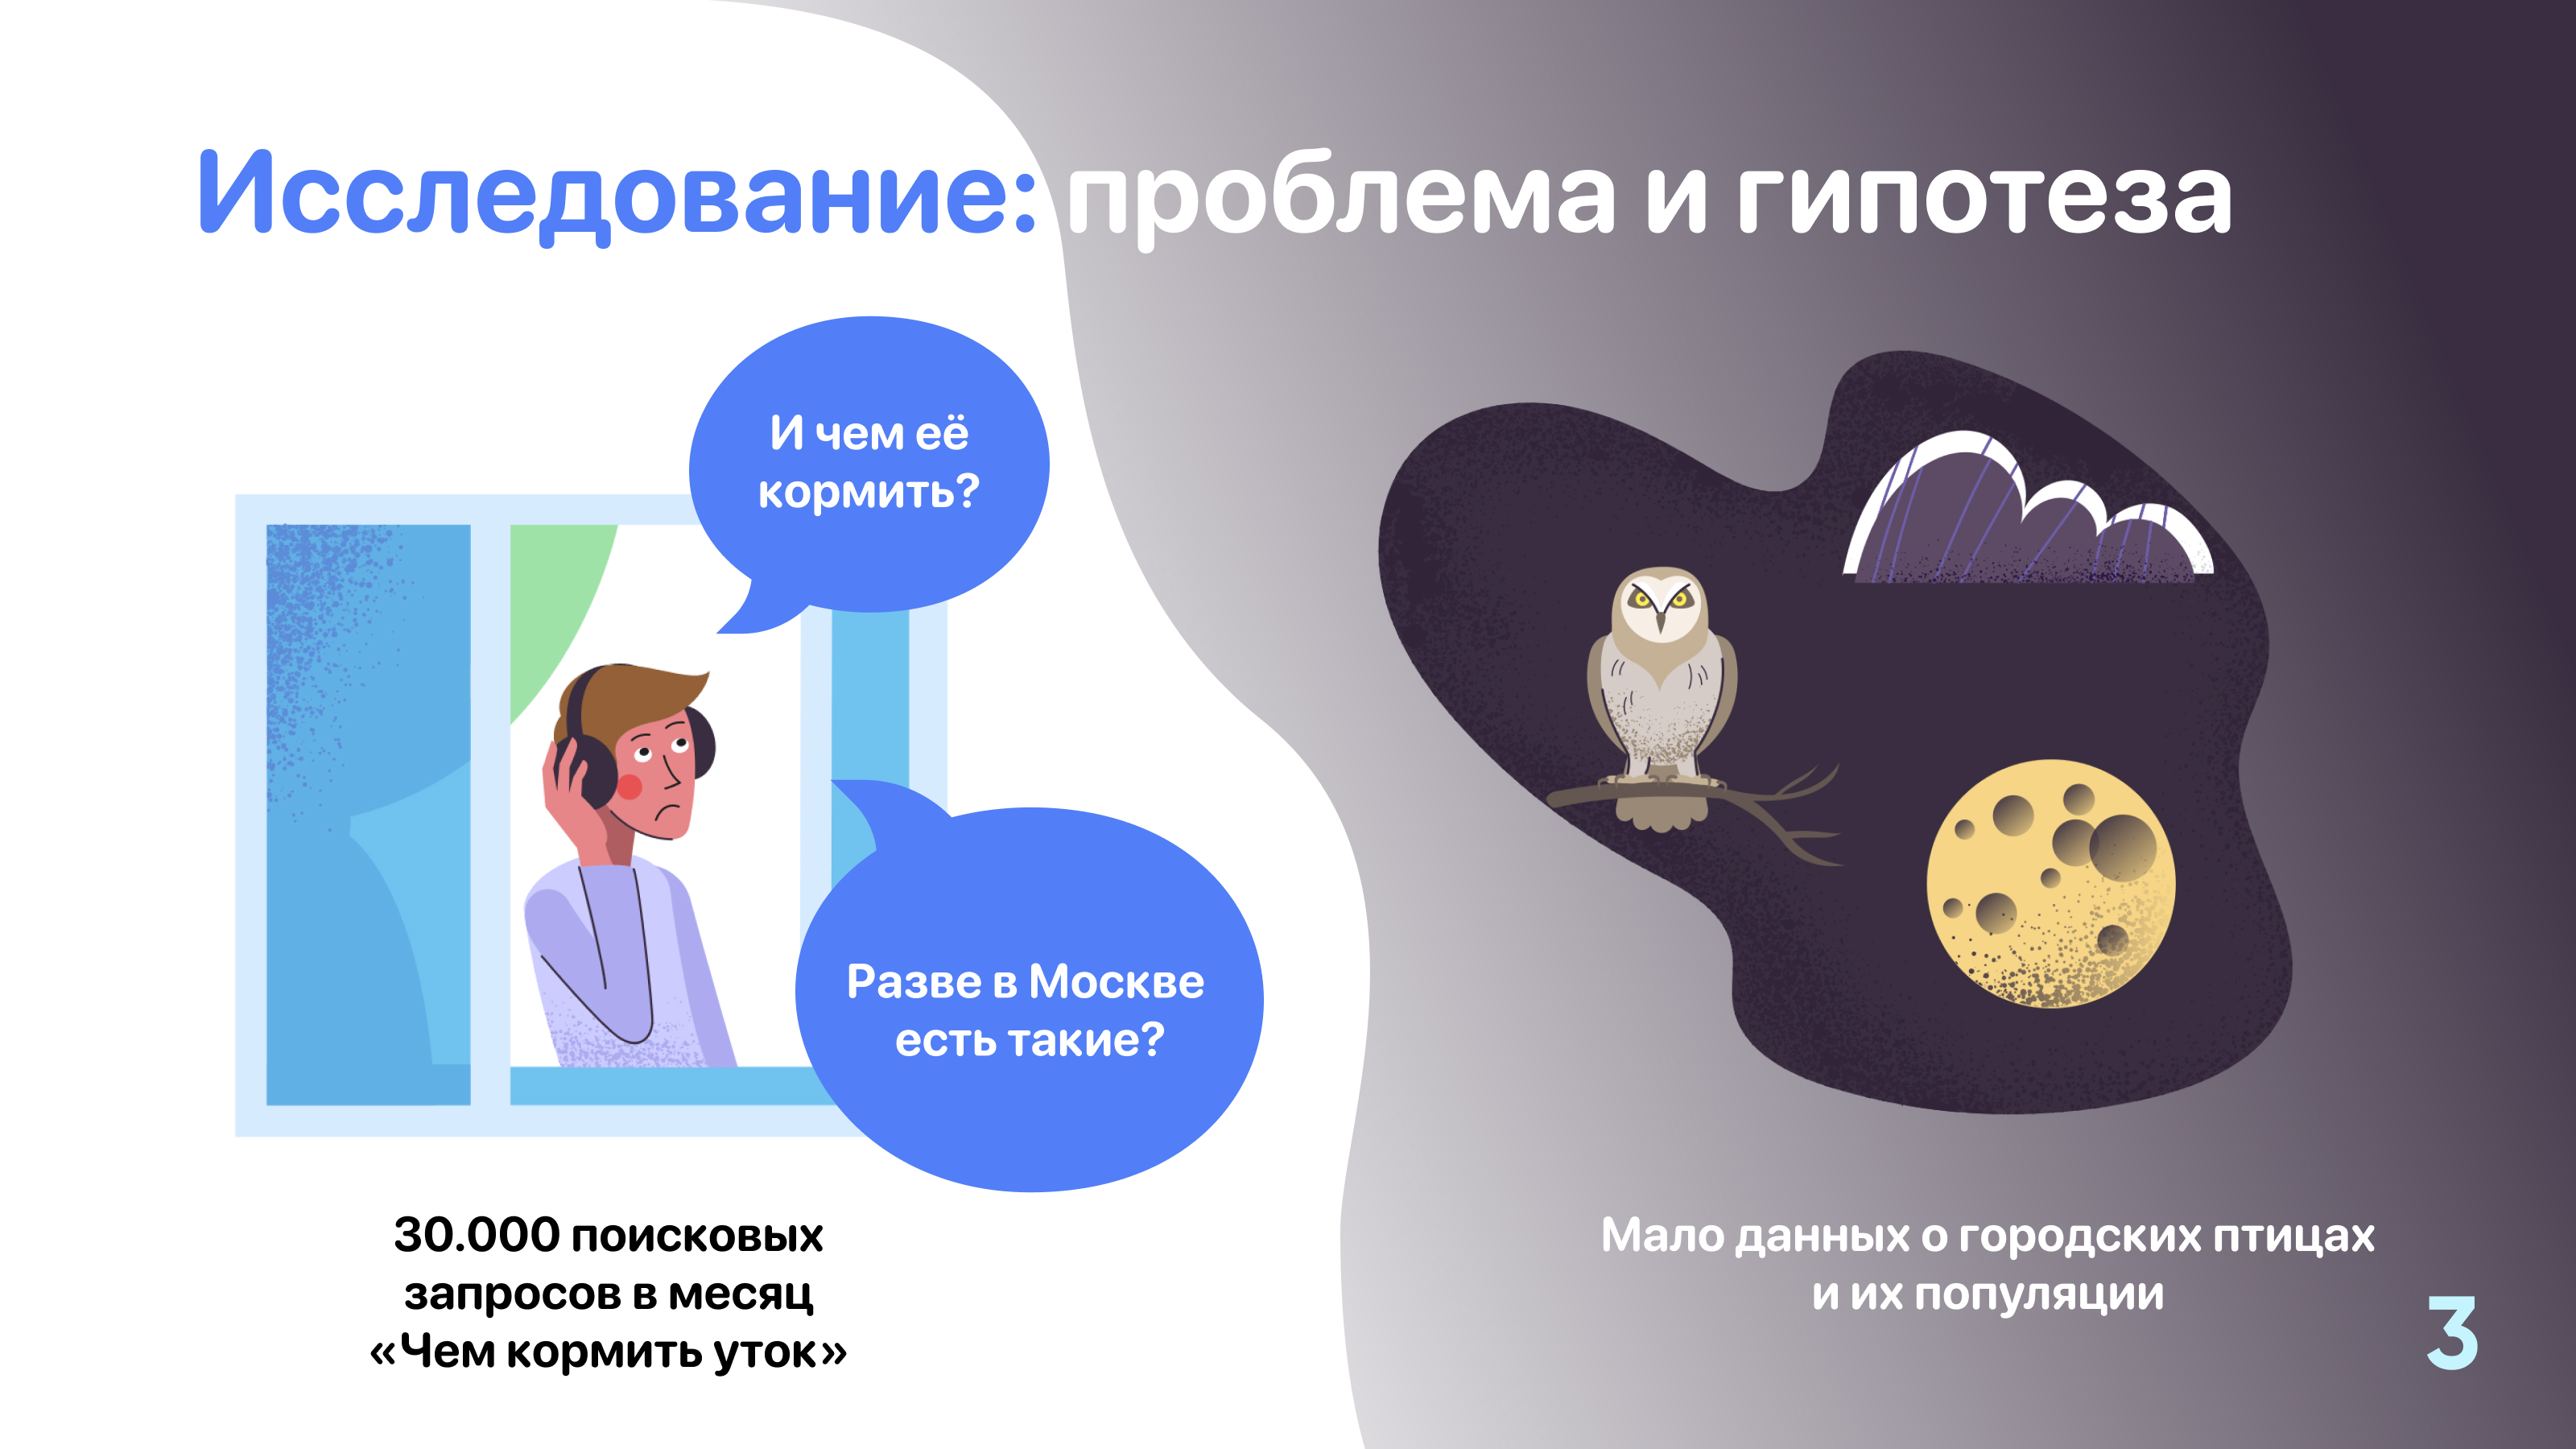 Исследование: проблема и гипотеза
И чем её
кормить?
Разве в Москве
есть такие?
30.000 поисковых
запросов в месяц
«Чем кормить уток»
Мало данных о городских птицах
и их популяции
3